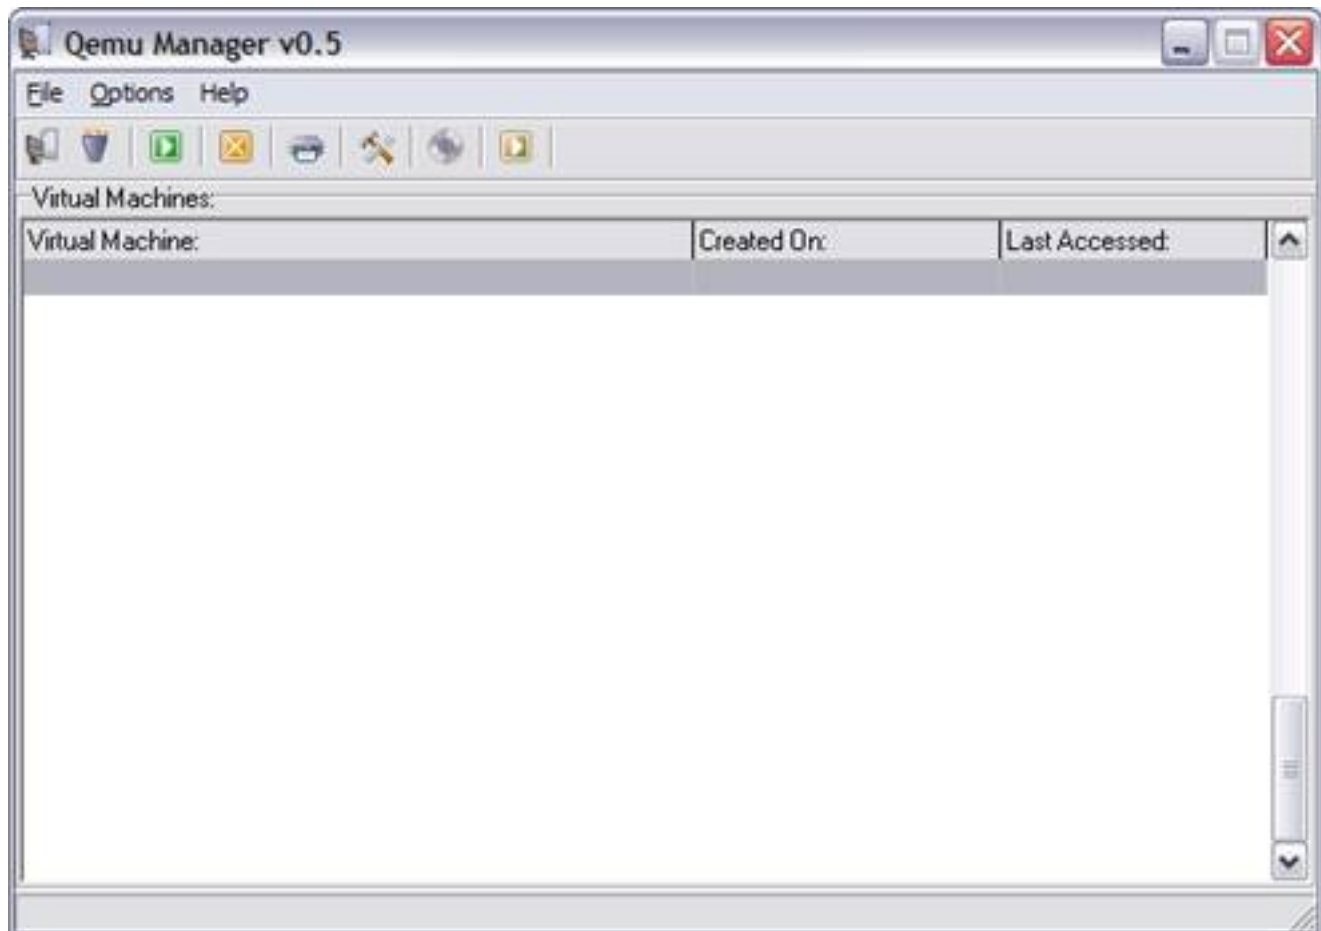 Qemu Manager v0.5
File Options Help
Virtual Machines:
Virtual Machine: Created On: Last Accessed: